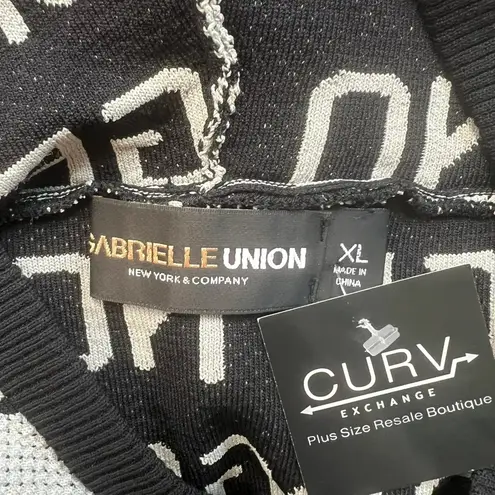 GABRIELLE UNION
NEW YORK & COMPANY
XL
MADE IN
CHINA
CURV
EXCHANGE
Plus Size Resale Boutique